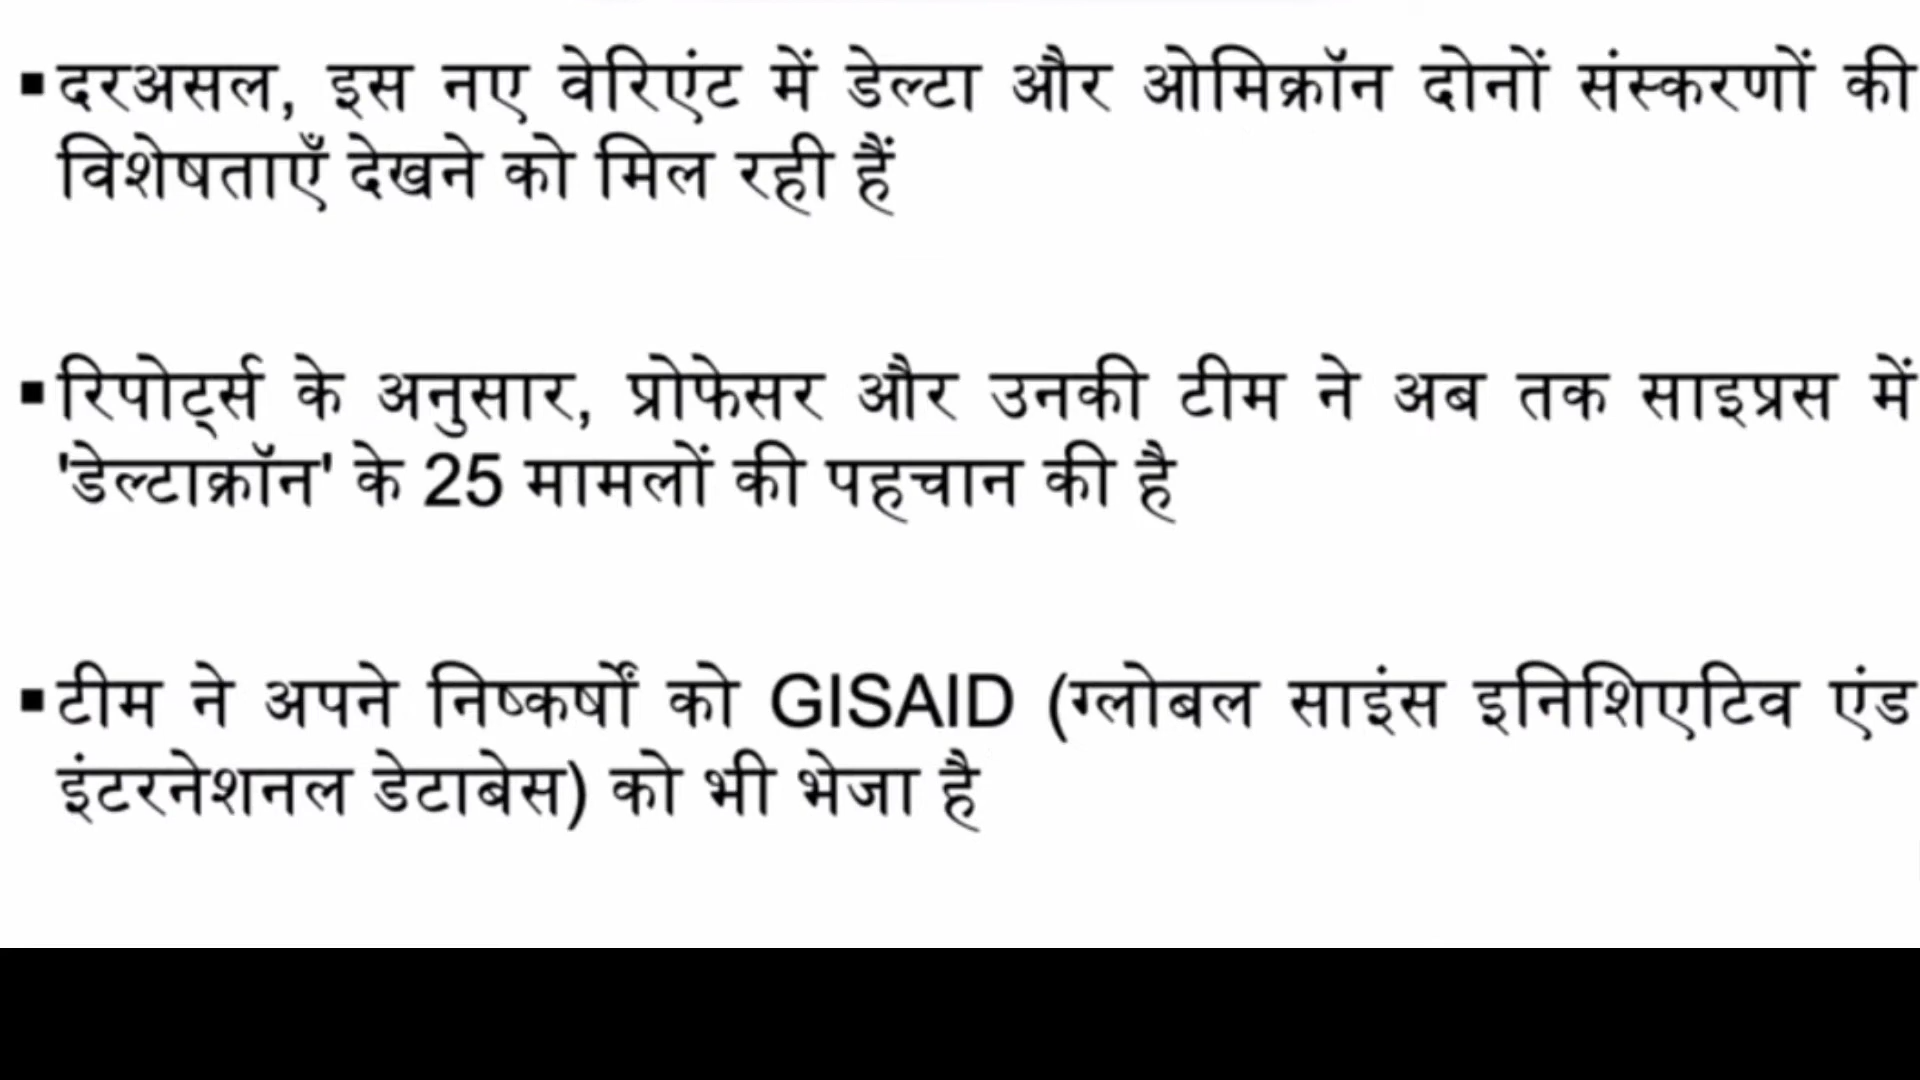 ▪दरअसल, इस नए वेरिएंट में डेल्टा और ओमिक्रॉन दोनों संस्करणों की
विशेषताएँ देखने को मिल रही हैं
▪रिपोर्ट्स के अनुसार, प्रोफेसर और उनकी टीम ने अब तक साइप्रस में
'डेल्टाक्रॉन' के 25 मामलों की पहचान की है
▪टीम ने अपने निष्कर्षों को GISAID (ग्लोबल साइंस इनिशिएटिव एंड
इंटरनेशनल डेटाबेस) को भी भेजा है